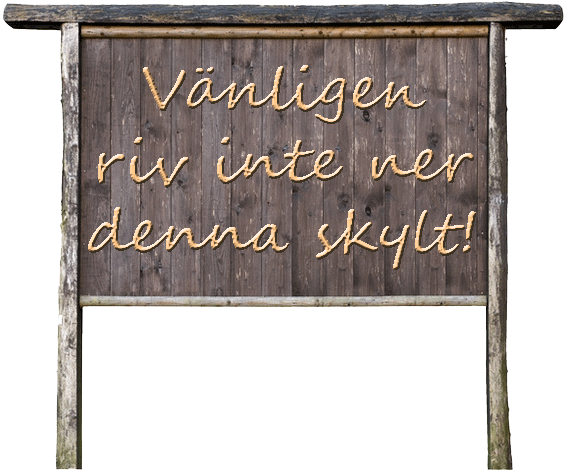 Vänligen
riv inte ner
denna skylt!